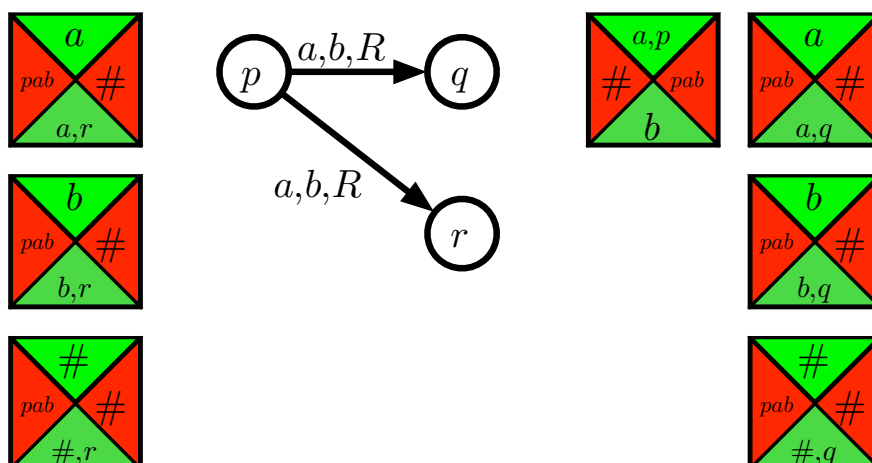 a
pab #
a,r
p
a,b,R
q
a,b,R
r
a,p
# pab
b
a
pab #
a,q
b
pab #
b,r
b
pab #
b,q
#
pab #
#,r
#
pab #
#,q